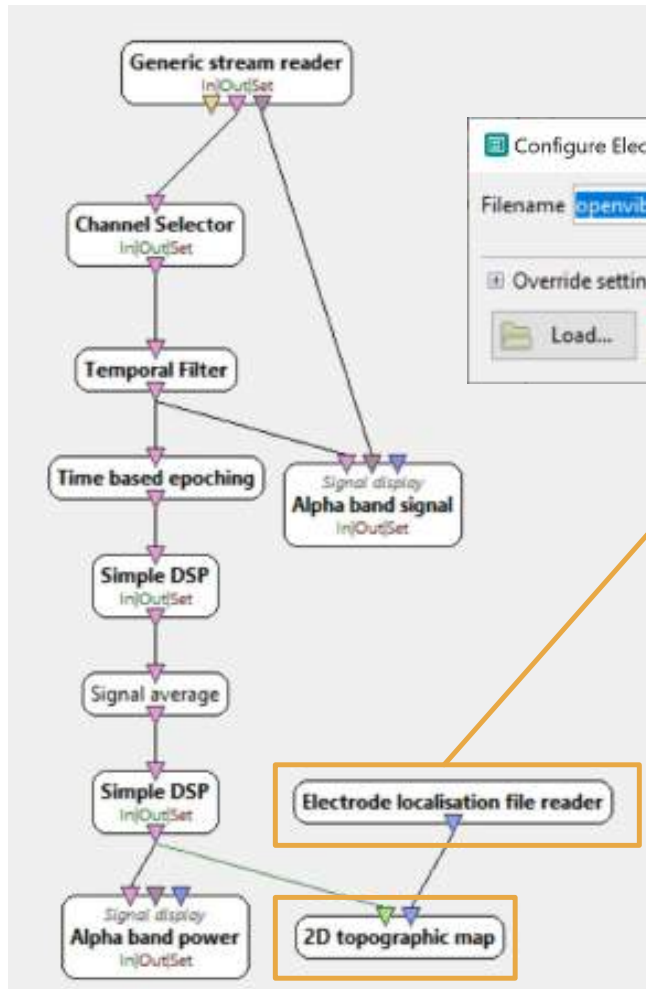 Generic stream reader
In|Out|Set
Configure Elec
Filename openvib
Channel Selector
In|Out|Set
Override settin
Load...
Temporal Filter
Time based epoching
Signal display
Alpha band signal
In|Out|Set
Simple DSP
In|Out|Set
Signal average
Simple DSP
In|Out|Set
Electrode localisation file reader
Signal display
Alpha band power
In|Out|Set
2D topographic map